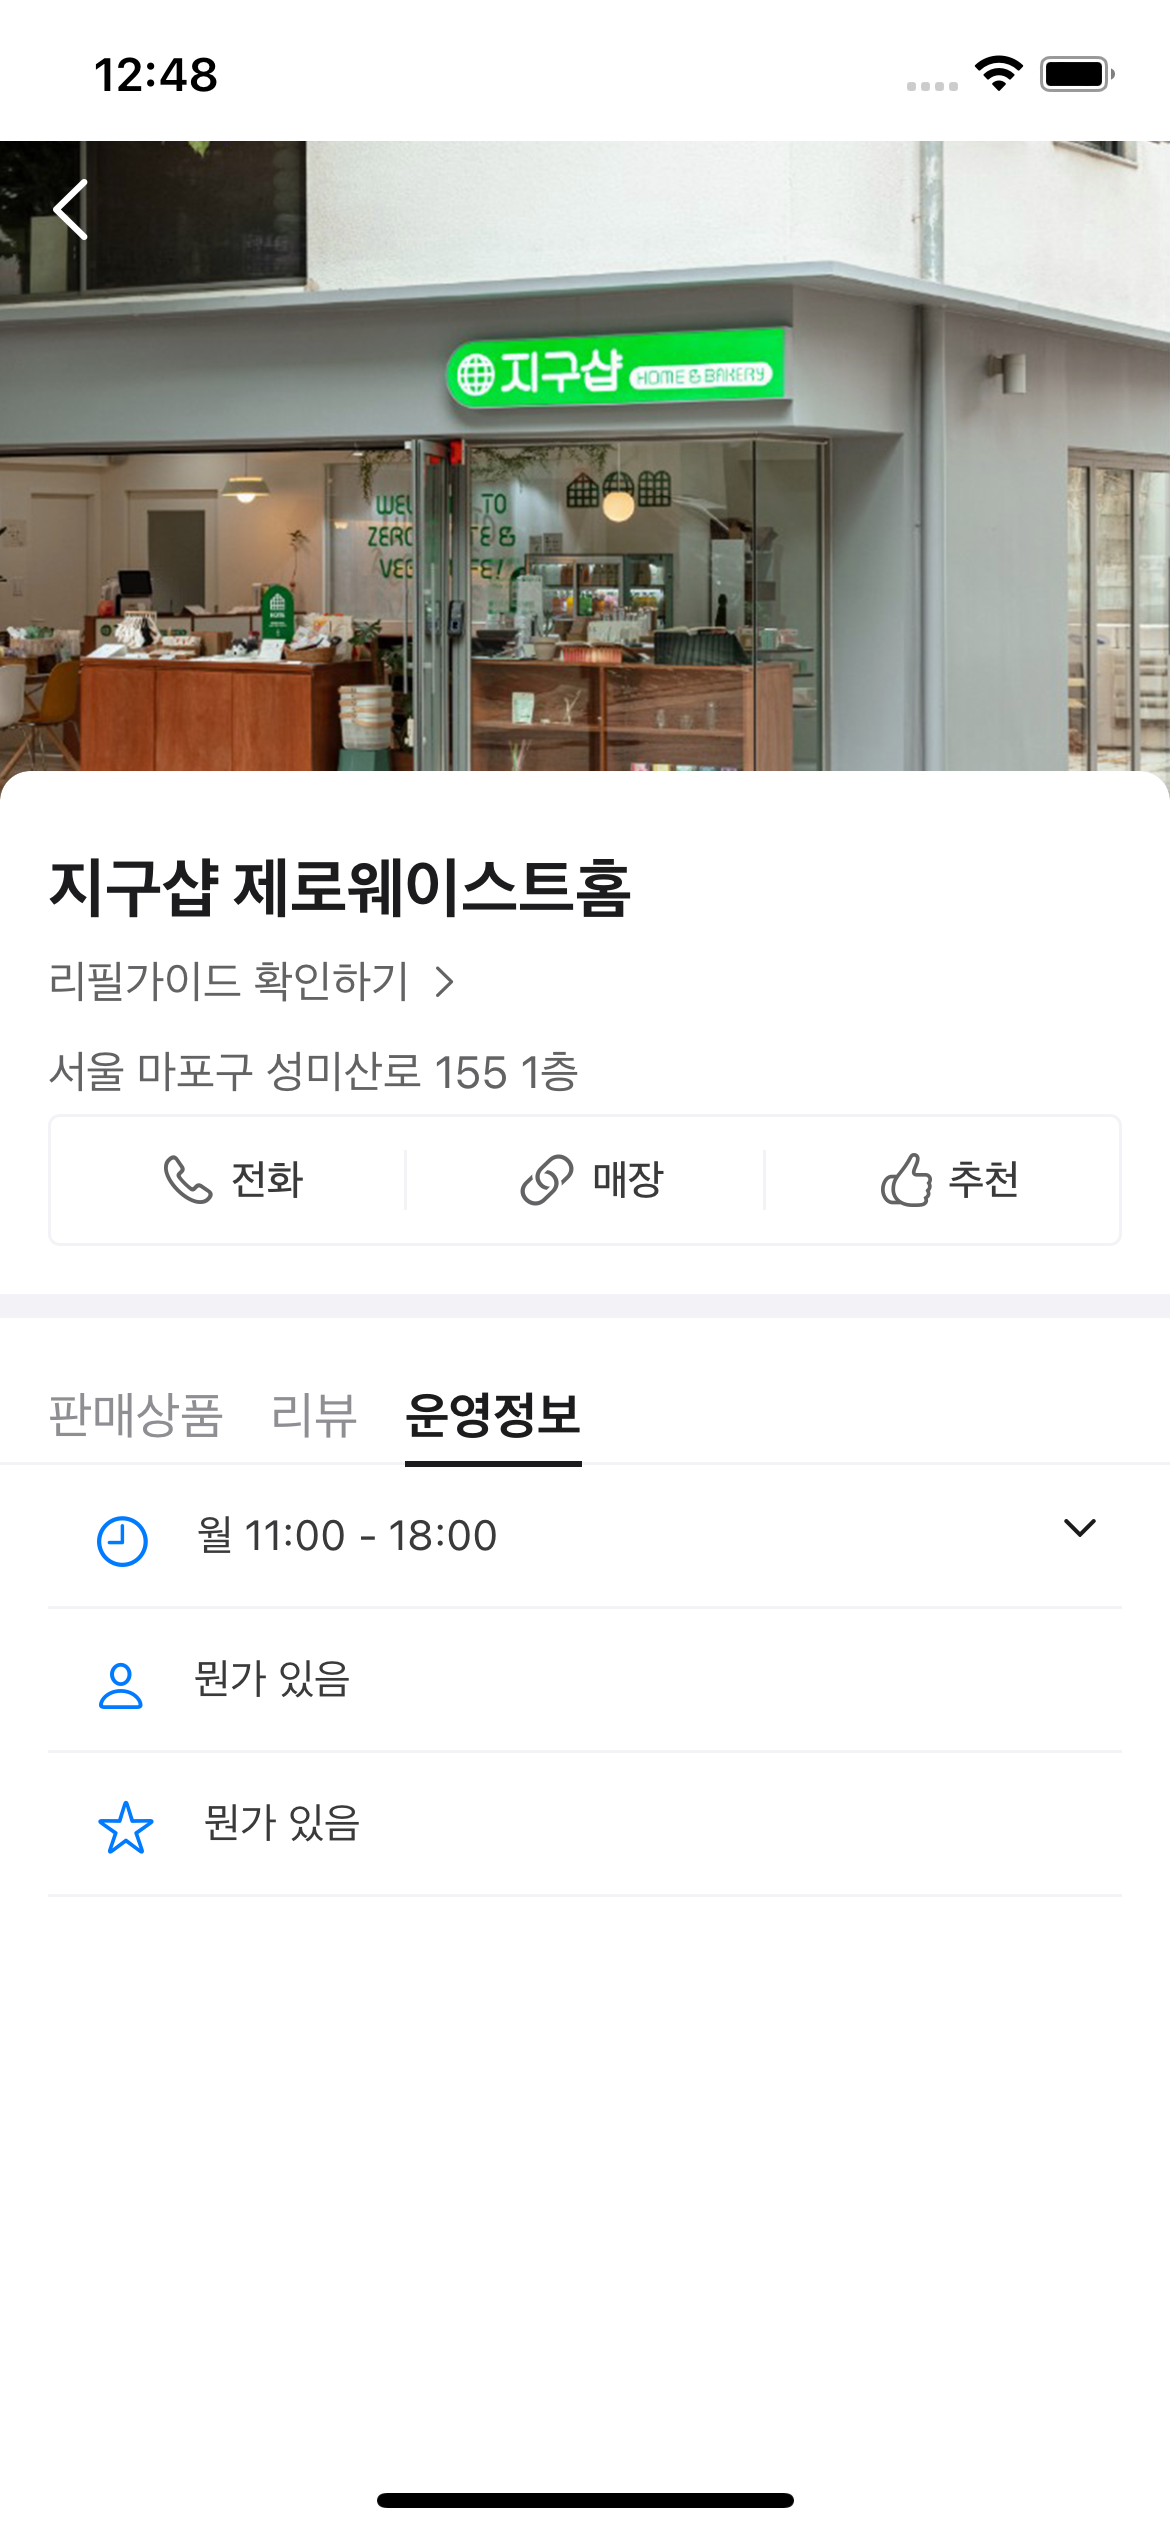 12:48
지구샵 HOME & BAKERY
WEL TO
ZERO TE &
VEG FE!
지구샵 제로웨이스트홈
리필가이드 확인하기
서울 마포구 성미산로 155 1층
전화 매장 추천
판매상품 리뷰 운영정보
월 11:00 - 18:00
뭔가 있음
뭔가 있음